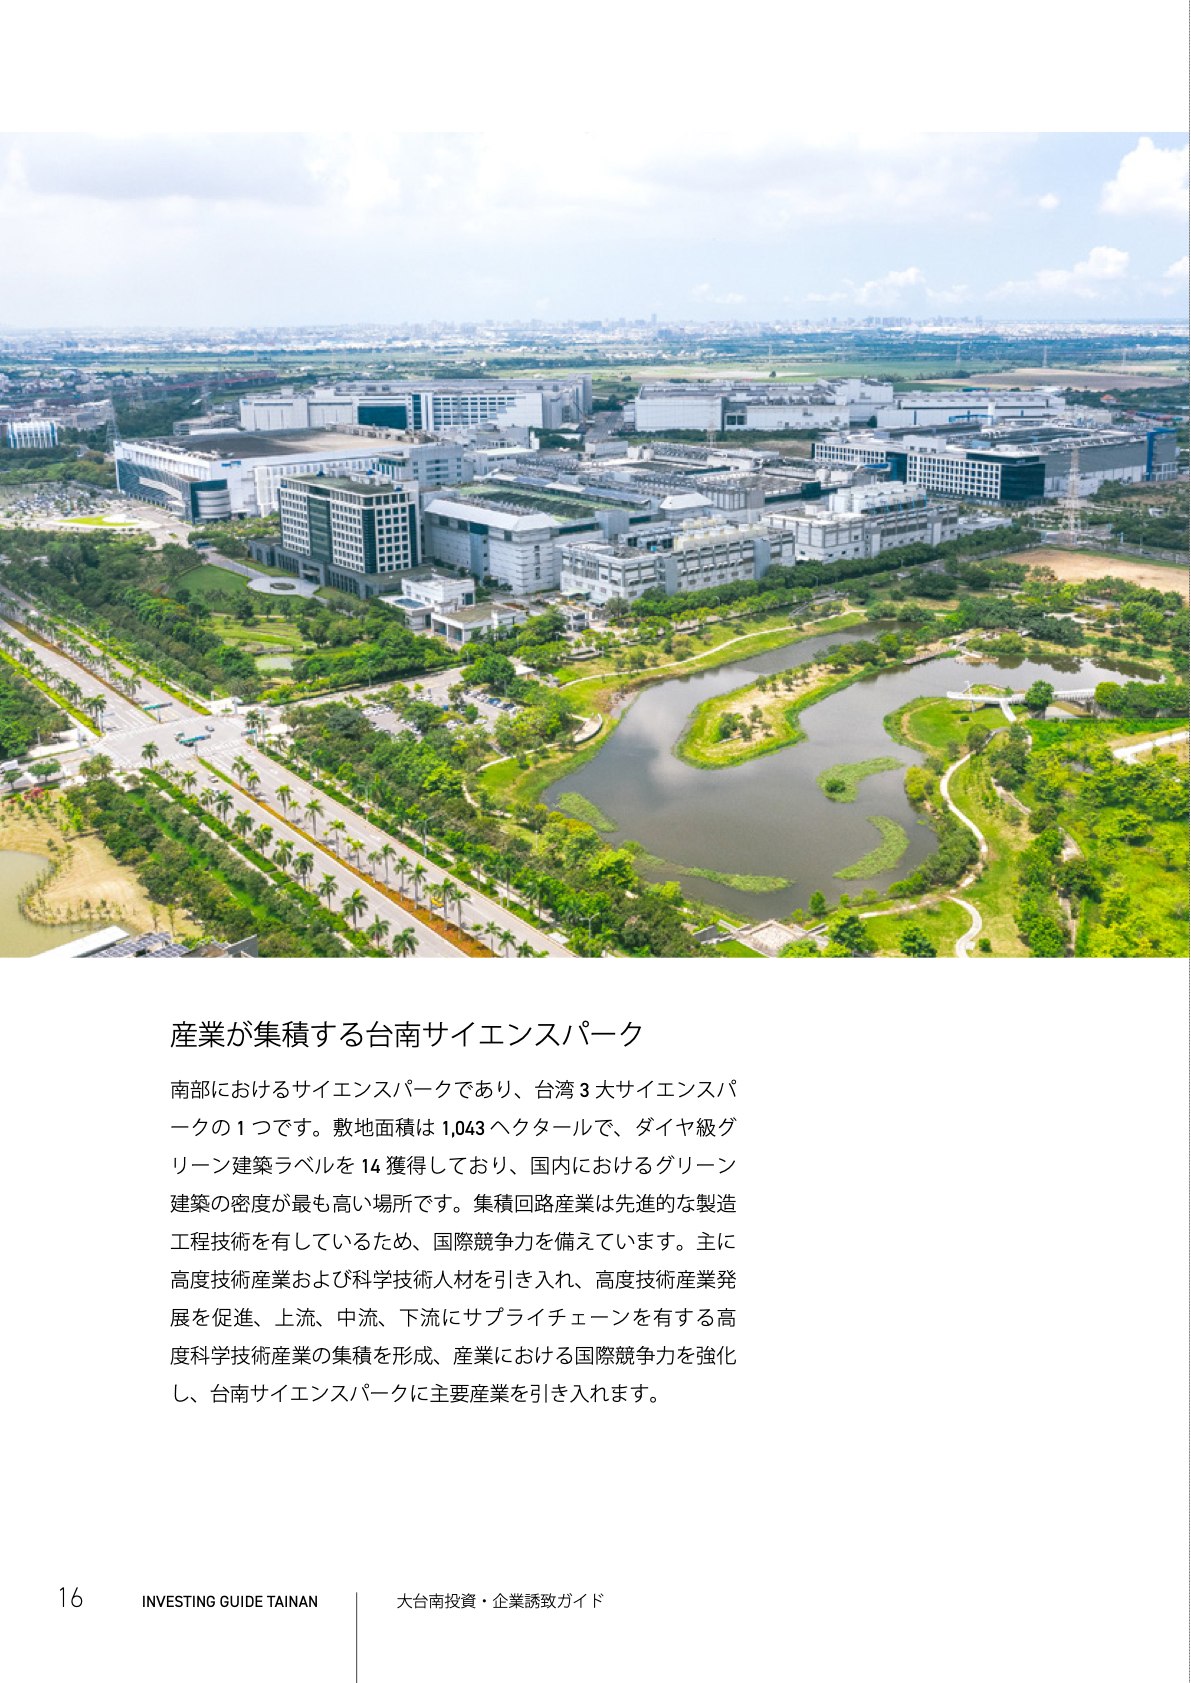 産業が集積する台南サイエンスパーク
南部におけるサイエンスパークであり、台湾 3 大サイエンスパ
ークの 1 つです。敷地面積は 1,043 ヘクタールで、ダイヤ級グ
リーン建築ラベルを 14 獲得しており、国内におけるグリーン
建築の密度が最も高い場所です。集積回路産業は先進的な製造
工程技術を有しているため、国際競争力を備えています。主に
高度技術産業および科学技術人材を引き入れ、高度技術産業発
展を促進、上流、中流、下流にサプライチェーンを有する高
度科学技術産業の集積を形成、産業における国際競争力を強化
し、台南サイエンスパークに主要産業を引き入れます。
16 INVESTING GUIDE TAINAN 大台南投資・企業誘致ガイド